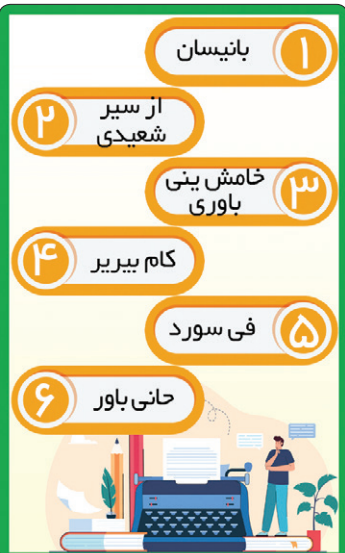 ۱
بانیسان
۲
از سیر
شعیدی
۳
خامش ینی
باوری
۴
کام بیریر
۵
فی سورد
۶
حانی باور